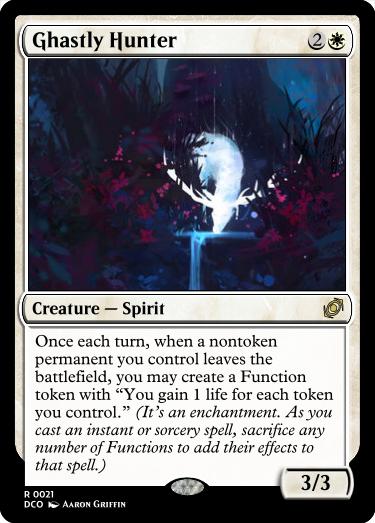 Ghastly Hunter 2
Creature — Spirit
Once each turn, when a nontoken
permanent you control leaves the
battlefield, you may create a Function
token with “You gain 1 life for each token
you control.” (It’s an enchantment. As you
cast an instant or sorcery spell, sacrifice any
number of Functions to add their effects to
that spell.)
3/3
R 0021
DCO Aaron Griffin